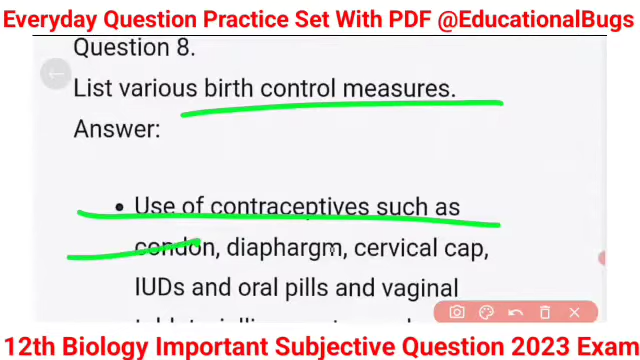 Everyday Question Practice Set With PDF @EducationalBugs
Question 8.
List various birth control measures.
Answer:
• Use of contraceptives such as
condon, diaphargm, cervical cap,
IUDs and oral pills and vaginal
12th Biology Important Subjective Question 2023 Exam